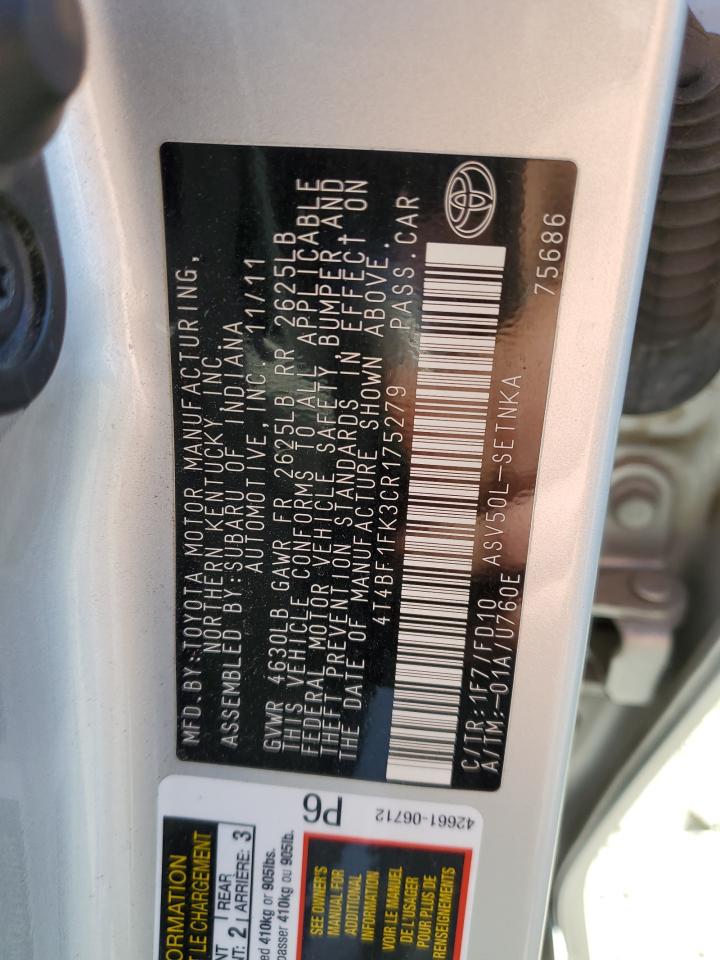 MFD. BY: TOYOTA MOTOR MANUFACTURING,
NORTHERN KENTUCKY, INC.
ASSEMBLED BY: SUBARU OF INDIANA
AUTOMOTIVE, INC. 11/11
GVWR 4630LB GAWR FR 2625LB RR 2625LB
THIS VEHICLE CONFORMS TO ALL APPLICABLE
FEDERAL MOTOR VEHICLE SAFETY, BUMPER, AND
THEFT PREVENTION STANDARDS IN EFFECT ON
THE DATE OF MANUFACTURE SHOWN ABOVE.
4T4BF1FK3CR175279 PASS.CAR
C/TR:1F7/FD10 ASV50L-SETNKA
A/TM:-01A/U760E
75686
P6
42661-06712
ORMATION
T LE CHARGEMENT
T REAR
NT: 2 ARRIÈRE: 3
ed 410kg or 905lbs.
passer 410kg ou 905lb.
SEE OWNER'S
MANUAL FOR
ADDITIONAL
INFORMATION
VOIR LE MANUEL
DE L'USAGER
POUR PLUS DE
RENSEIGNEMENTS